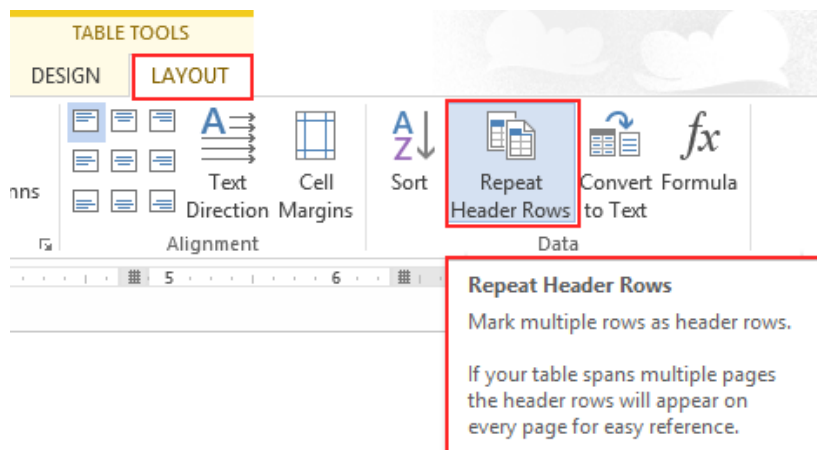 TABLE TOOLS
DESIGN LAYOUT
nns
Text Direction
Cell Margins
A Z
Sort
Repeat Header Rows
Convert to Text
fx
Formula
Alignment
Data
5 6
Repeat Header Rows
Mark multiple rows as header rows.
If your table spans multiple pages
the header rows will appear on
every page for easy reference.